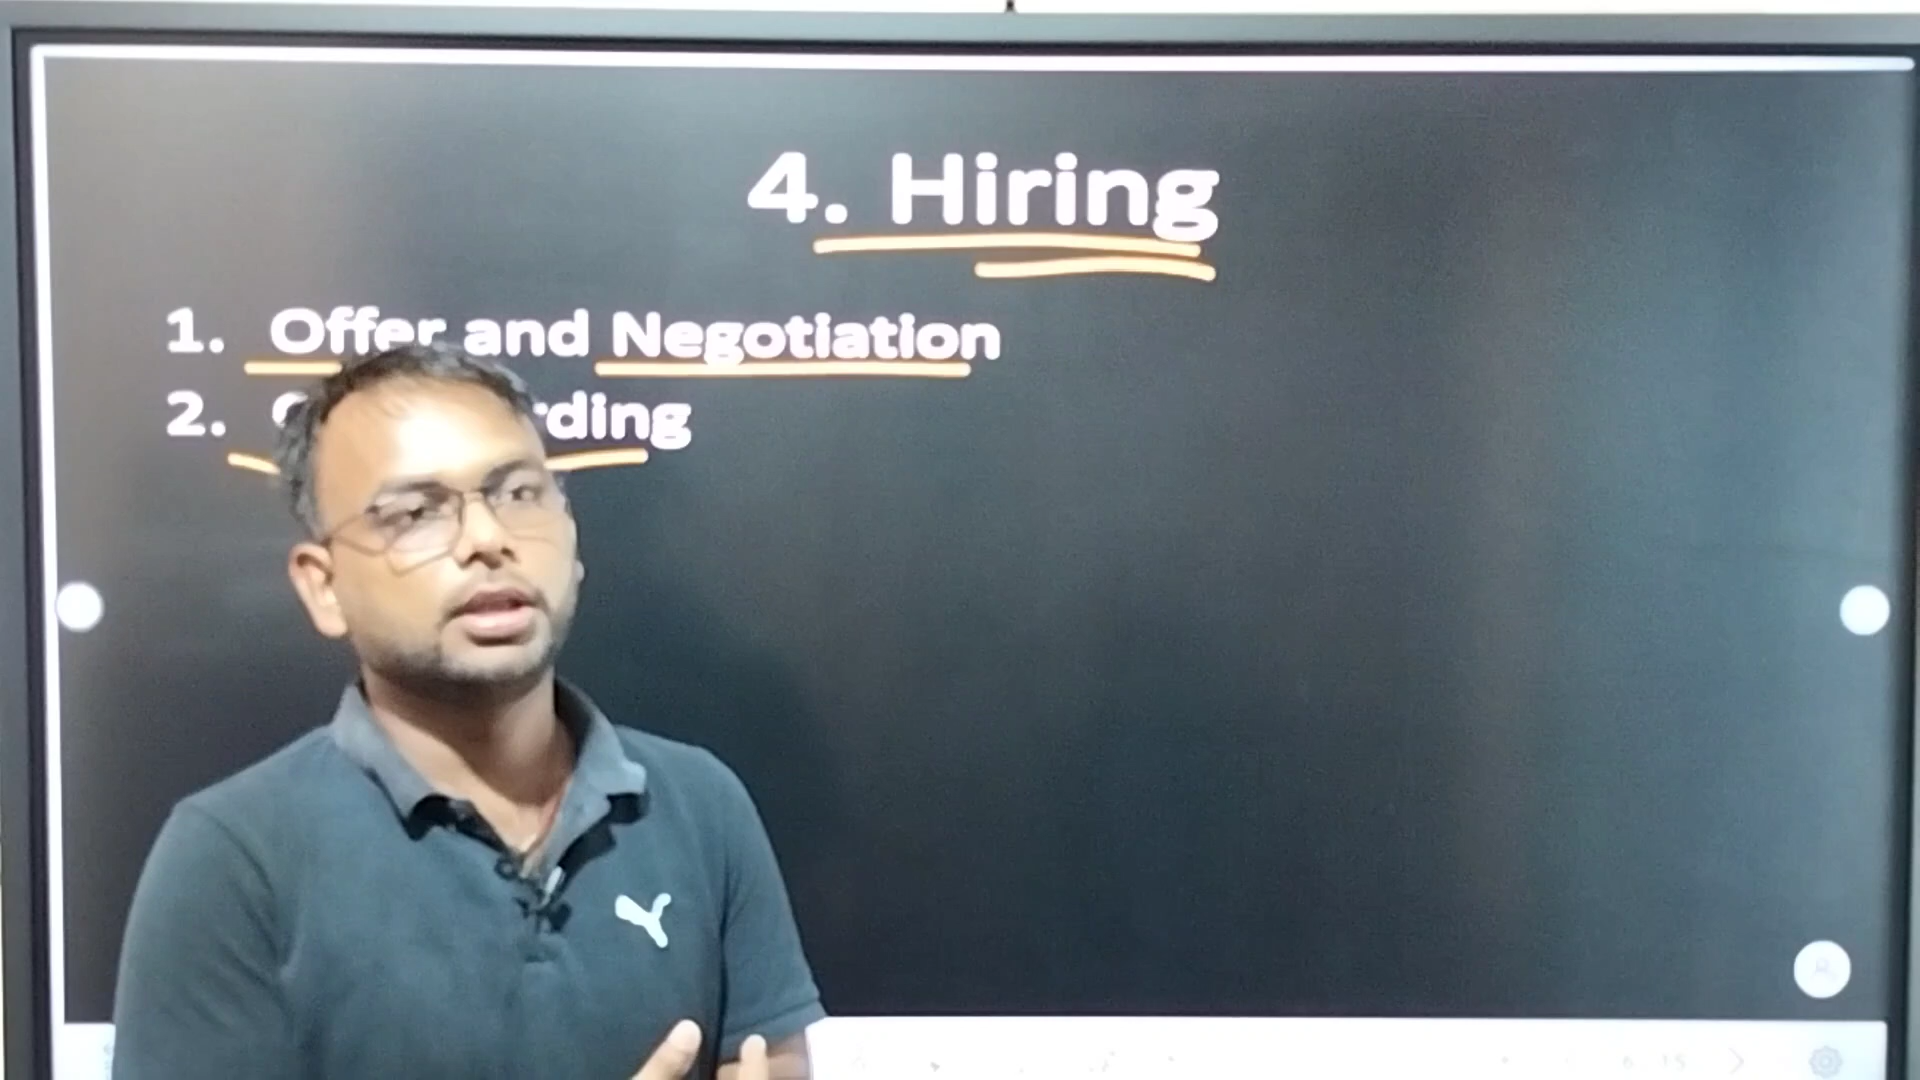 4. Hiring
1. Offer and Negotiation
2.